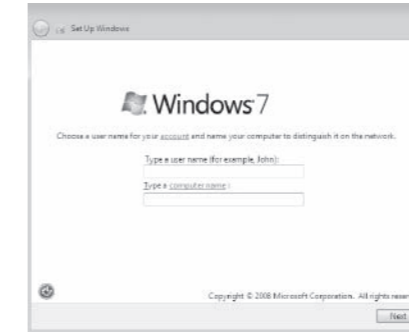 Set Up Windows
Windows 7
Choose a user name for your account and name your computer to distinguish it on the network.
Type a user name (for example, John):
Type a computer name:
Copyright © 2008 Microsoft Corporation. All rights reser
Next